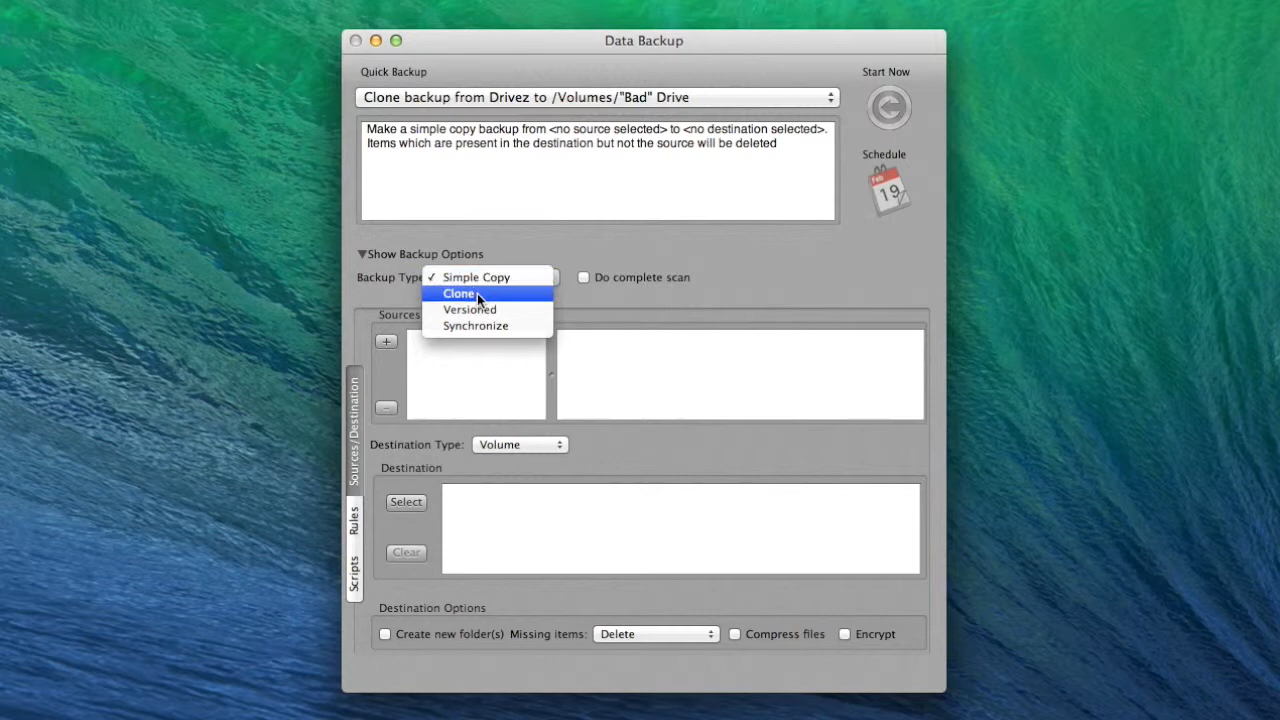 Data Backup
Quick Backup
Start Now
Clone backup from Drivez to /Volumes/"Bad" Drive
Make a simple copy backup from <no source selected> to <no destination selected>.
Items which are present in the destination but not the source will be deleted
Schedule
Feb
19
Show Backup Options
Backup Type
✓ Simple Copy
Do complete scan
Clone
Versioned
Synchronize
Sources
+
-
Sources/Destination
Rules
Scripts
Destination Type: Volume
Destination
Select
Clear
Destination Options
Create new folder(s) Missing items: Delete Compress files Encrypt